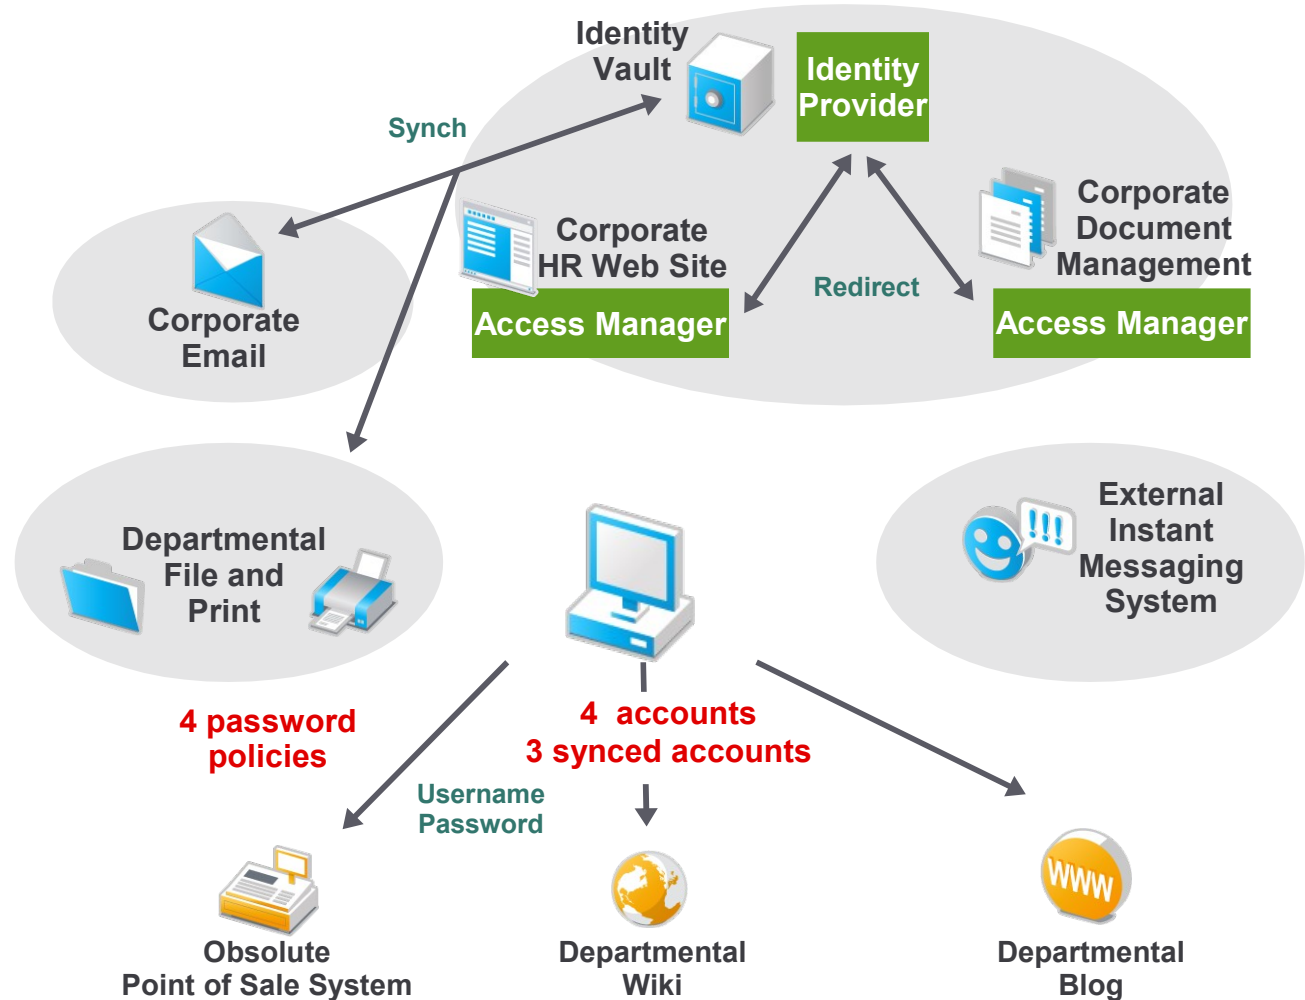 Identity
Vault
Identity
Provider
Synch
Corporate
Document
Management
Corporate
HR Web Site
Redirect
Access Manager
Access Manager
Corporate
Email
External
Instant
Messaging
System
!!!
Departmental
File and
Print
4 password
policies
4 accounts
3 synced accounts
Username
Password
WWW
Obsolute
Point of Sale System
Departmental
Wiki
Departmental
Blog